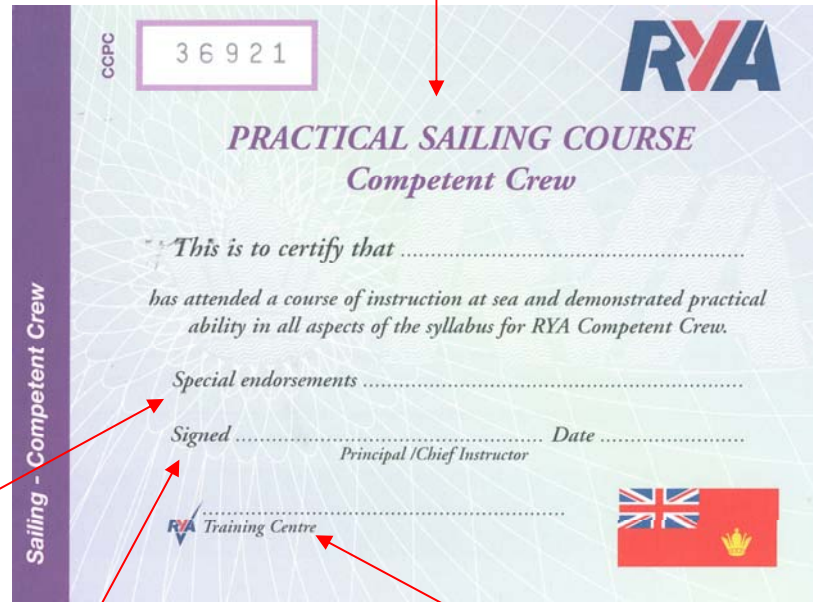 CCPC
36921
RYA
PRACTICAL SAILING COURSE
Competent Crew
This is to certify that ................................................................
has attended a course of instruction at sea and demonstrated practical
ability in all aspects of the syllabus for RYA Competent Crew.
Special endorsements ......................................................................
Signed ......................................................... Date ..........................
Principal /Chief Instructor
..................................................................
RYA Training Centre
Sailing - Competent Crew